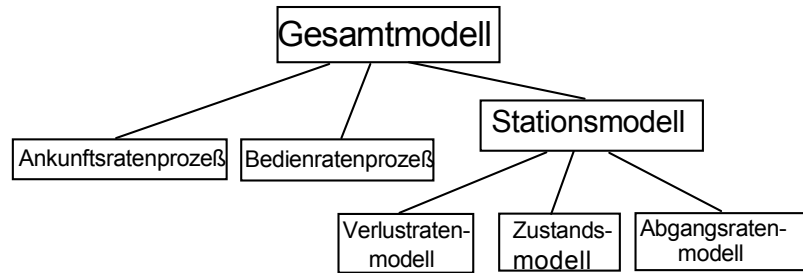 Gesamtmodell
Stationsmodell
Ankunftsratenprozeß
Bedienratenprozeß
Verlustraten-
modell
Zustands-
modell
Abgangsraten-
modell